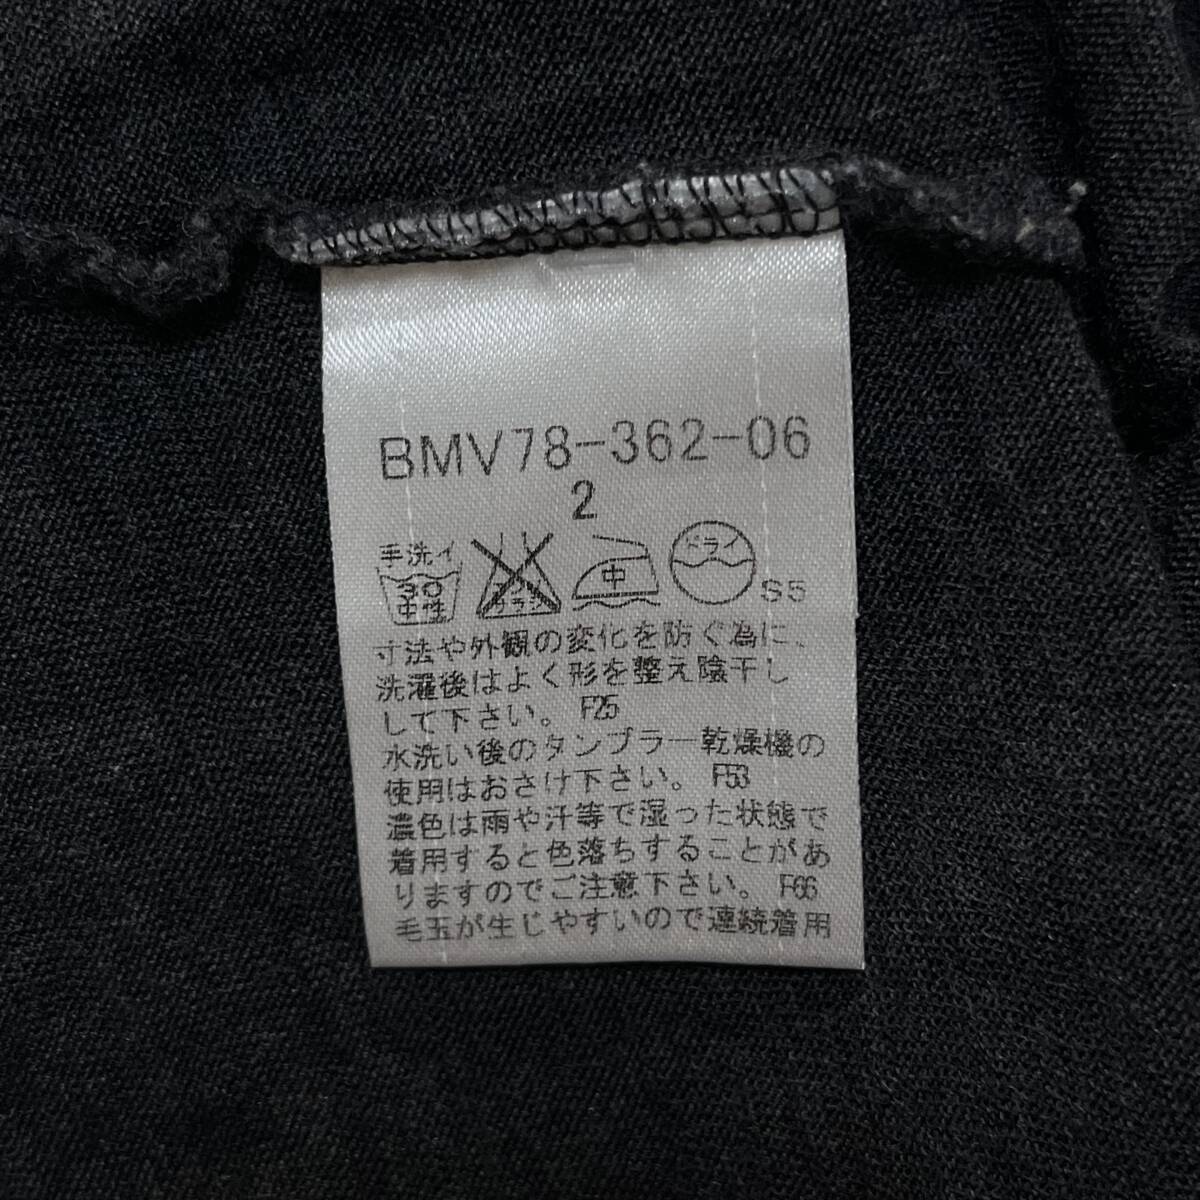 BMV78-362-06
2
手洗イ
30
中性
エンソ
サラシ
中
ドライ
S5
寸法や外観の変化を防ぐ為に、
洗濯後はよく形を整え陰干し
して下さい。 F25
水洗い後のタンブラー乾燥機の
使用はおさけ下さい。 F53
濃色は雨や汗等で湿った状態で
着用すると色落ちすることがあ
りますのでご注意下さい。 F66
毛玉が生じやすいので連続着用